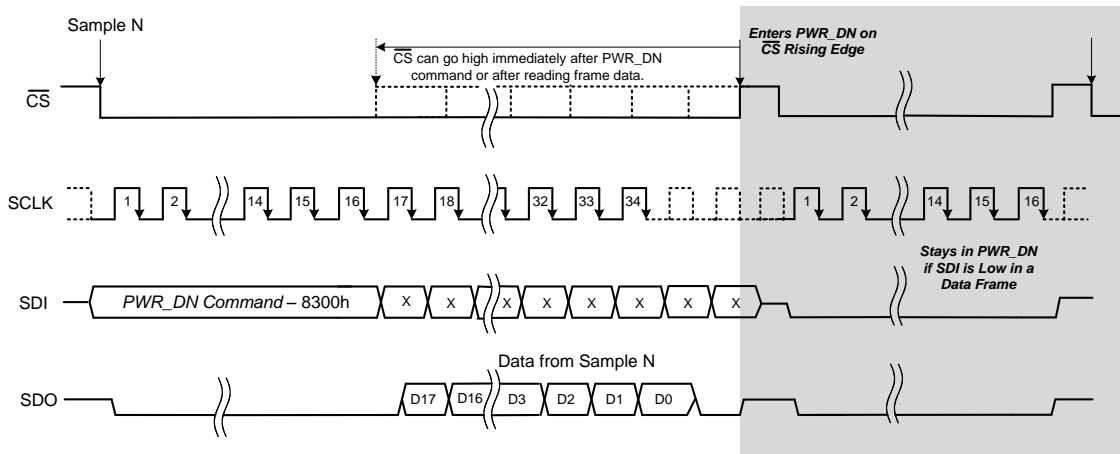 Sample N
Enters PWR_DN on
CS Rising Edge
CS can go high immediately after PWR_DN
command or after reading frame data.
CS
SCLK
1 2 14 15 16 17 18 32 33 34 1 2 14 15 16
Stays in PWR_DN
if SDI is Low in a
Data Frame
SDI
PWR_DN Command – 8300h
X X X X X X X X
Data from Sample N
SDO
D17 D16 D3 D2 D1 D0